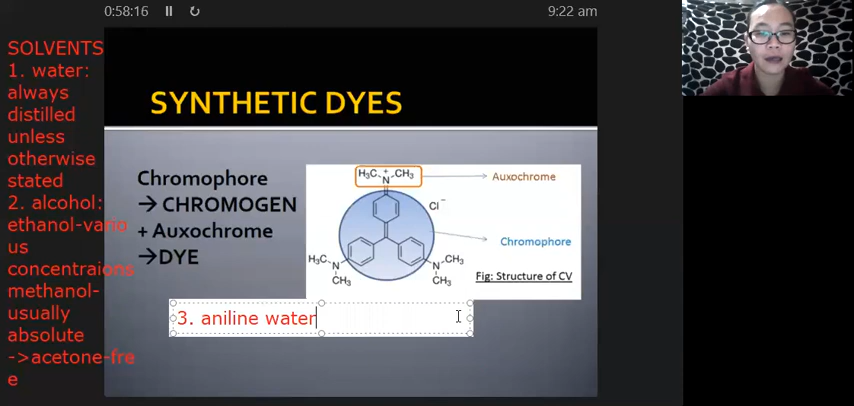 0:58:16
9:22 am
SOLVENTS
1. water:
always
distilled
unless
otherwise
stated
2. alcohol:
ethanol-vario
us
concentraions
methanol-
usually
absolute
->acetone-fre
e
SYNTHETIC DYES
Chromophore
→ CHROMOGEN
+ Auxochrome
→DYE
H₃C + CH₃
N
Auxochrome
Cl⁻
Chromophore
H₃C N
CH₃
N CH₃
CH₃
Fig: Structure of CV
3. aniline water